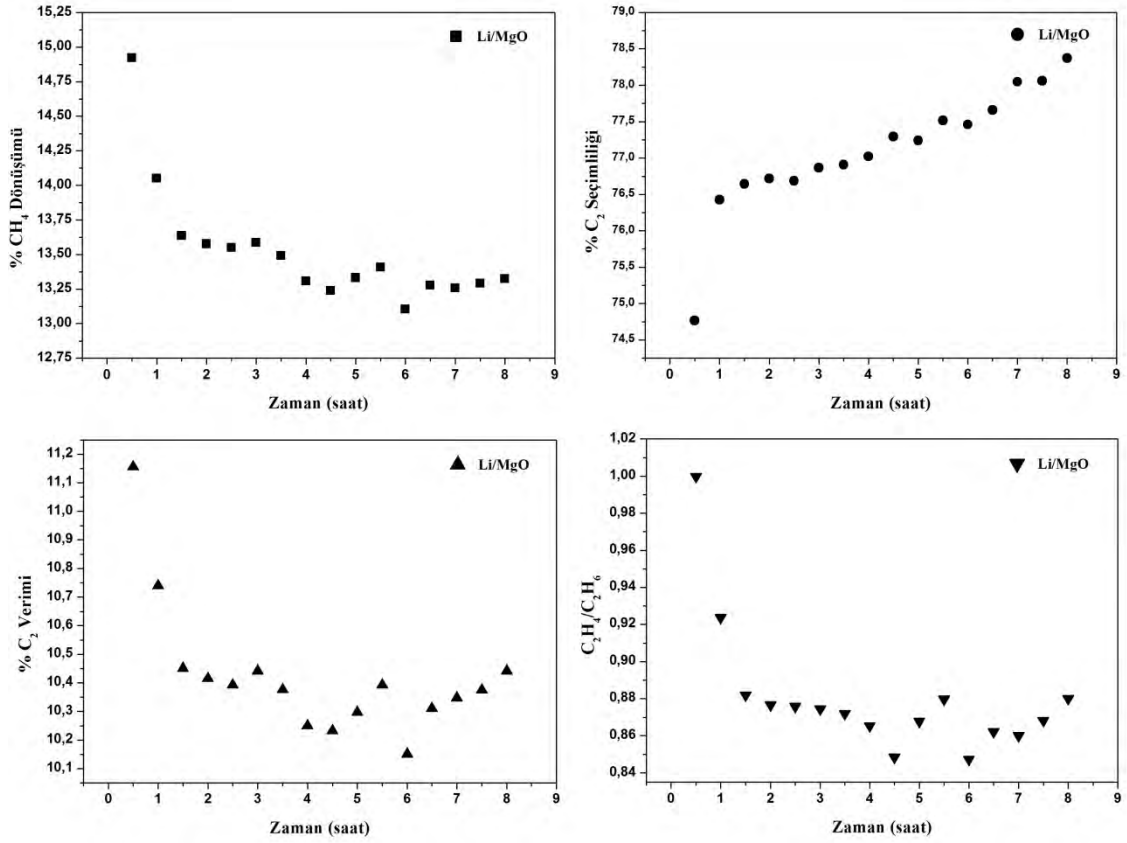 15,25
15,00
14,75
14,50
14,25
14,00
13,75
13,50
13,25
13,00
12,75
% CH4 Dönüşümü
Li/MgO
0 1 2 3 4 5 6 7 8 9
Zaman (saat)
79,0
78,5
78,0
77,5
77,0
76,5
76,0
75,5
75,0
74,5
% C2 Seçimliliği
Li/MgO
0 1 2 3 4 5 6 7 8 9
Zaman (saat)
11,2
11,1
11,0
10,9
10,8
10,7
10,6
10,5
10,4
10,3
10,2
10,1
% C2 Verimi
Li/MgO
0 1 2 3 4 5 6 7 8 9
Zaman (saat)
1,02
1,00
0,98
0,96
0,94
0,92
0,90
0,88
0,86
0,84
C2H4/C2H6
Li/MgO
0 1 2 3 4 5 6 7 8 9
Zaman (saat)